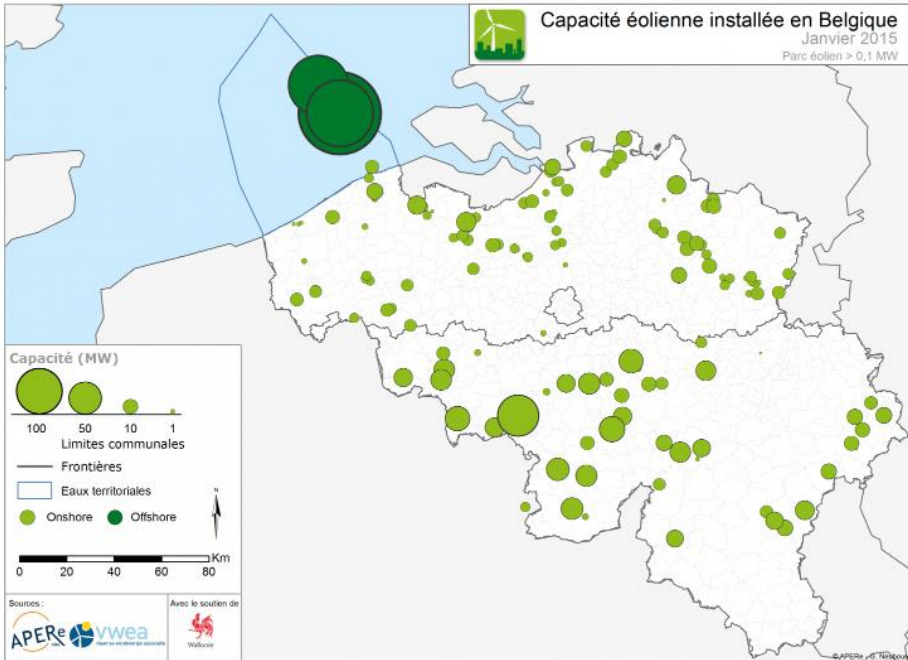 Capacité éolienne installée en Belgique
Janvier 2015
Parc éolien > 0,1 MW
Capacité (MW)
100 50 10 1
Limites communales
Frontières
Eaux territoriales
N
Onshore Offshore
Km
0 20 40 60 80
Sources :
APERe
vwea
Avec le soutien de
Wallonie
©APERe - G. Neubourg